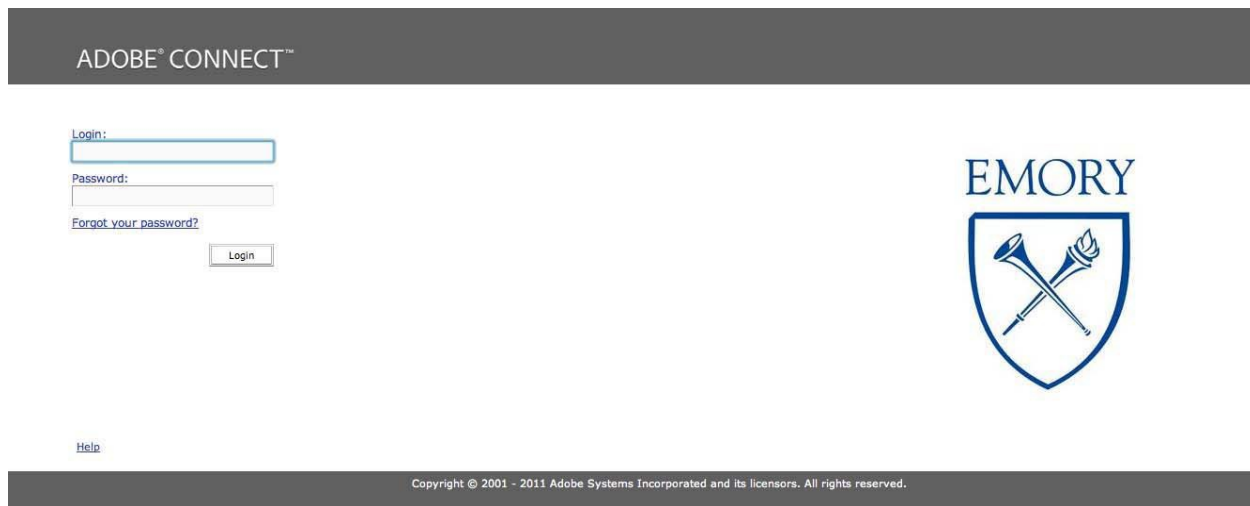 ADOBE® CONNECT™
Login:
Password:
Forgot your password?
Login
EMORY
Help
Copyright © 2001 - 2011 Adobe Systems Incorporated and its licensors. All rights reserved.